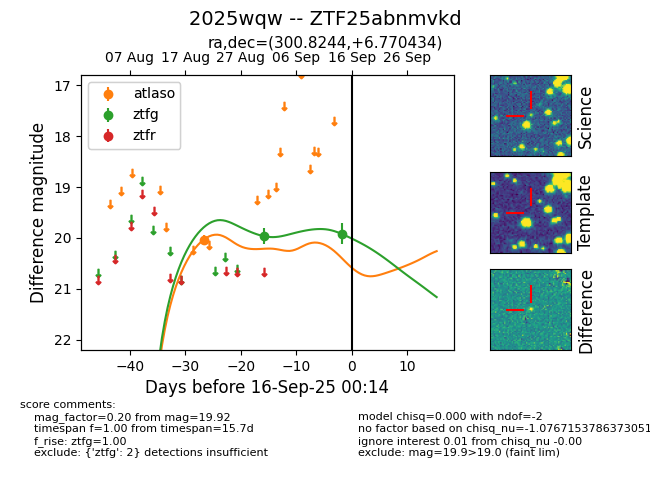 2025wqw -- ZTF25abnmvkd
ra,dec=(300.8244,+6.770434)
07 Aug 17 Aug 27 Aug 06 Sep 16 Sep 26 Sep
atlaso
ztfg
ztfr
17
18
19
20
21
22
Difference magnitude
−40 −30 −20 −10 0 10
Days before 16-Sep-25 00:14
Science
Template
Difference
score comments:
mag_factor=0.20 from mag=19.92
timespan f=1.00 from timespan=15.7d
f_rise: ztfg=1.00
exclude: {'ztfg': 2} detections insufficient
model chisq=0.000 with ndof=-2
no factor based on chisq_nu=-1.0767153786373051
ignore interest 0.01 from chisq_nu -0.00
exclude: mag=19.9>19.0 (faint lim)